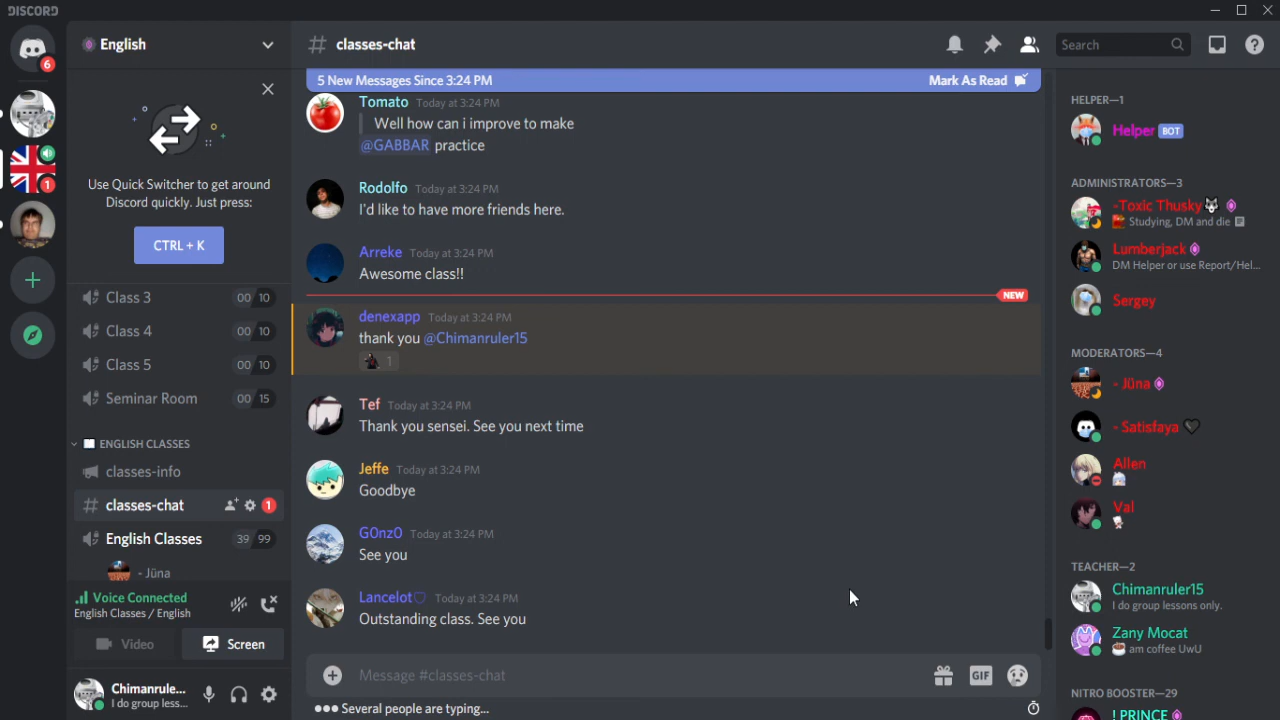 DISCORD
6
1
English
Use Quick Switcher to get around
Discord quickly. Just press:
CTRL + K
Class 3 00 10
Class 4 00 10
Class 5 00 10
Seminar Room 00 15
ENGLISH CLASSES
classes-info
classes-chat 1
English Classes 39 99
- Jüna
Voice Connected
English Classes / English
Video Screen
Chimanrule...
I do group less...
# classes-chat
Search
5 New Messages Since 3:24 PM Mark As Read
Tomato Today at 3:24 PM
Well how can i improve to make
@GABBAR practice
Rodolfo Today at 3:24 PM
I'd like to have more friends here.
Arreke Today at 3:24 PM
Awesome class!!
NEW
denexapp Today at 3:24 PM
thank you @Chimanruler15
1
Tef Today at 3:24 PM
Thank you sensei. See you next time
Jeffe Today at 3:24 PM
Goodbye
G0nz0 Today at 3:24 PM
See you
Lancelot♡ Today at 3:24 PM
Outstanding class. See you
Message #classes-chat
GIF
Several people are typing...
HELPER—1
Helper BOT
ADMINISTRATORS—3
-Toxic Thusky
Studying, DM and die
Lumberjack
DM Helper or use Report/Hel...
Sergey
MODERATORS—4
- Jüna
- Satisfaya
Allen
Val
TEACHER—2
Chimanruler15
I do group lessons only.
Zany Mocat
am coffee UwU
NITRO BOOSTER—29
! PRINCE